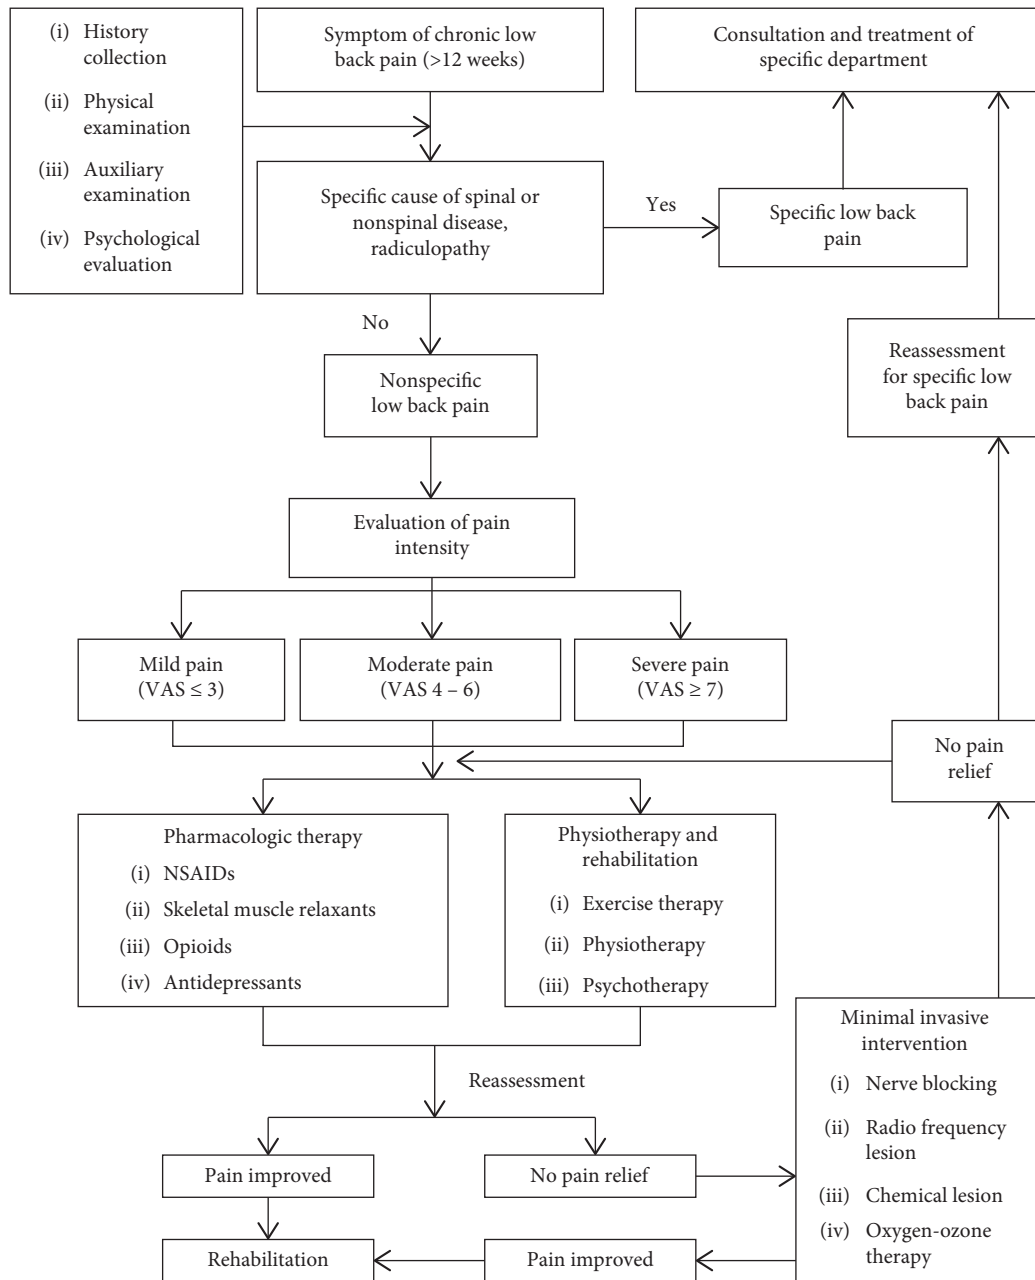 (i) History
collection
(ii) Physical
examination
(iii) Auxiliary
examination
(iv) Psychological
evaluation
Symptom of chronic low
back pain (>12 weeks)
Consultation and treatment of
specific department
Specific cause of spinal or
nonspinal disease,
radiculopathy
Yes
Specific low back
pain
No
Nonspecific
low back pain
Reassessment
for specific low
back pain
Evaluation of pain
intensity
Mild pain
(VAS ≤ 3)
Moderate pain
(VAS 4 – 6)
Severe pain
(VAS ≥ 7)
No pain
relief
Pharmacologic therapy
(i) NSAIDs
(ii) Skeletal muscle relaxants
(iii) Opioids
(iv) Antidepressants
Physiotherapy and
rehabilitation
(i) Exercise therapy
(ii) Physiotherapy
(iii) Psychotherapy
Minimal invasive
intervention
(i) Nerve blocking
(ii) Radio frequency
lesion
(iii) Chemical lesion
(iv) Oxygen-ozone
therapy
Reassessment
Pain improved
No pain relief
Rehabilitation
Pain improved